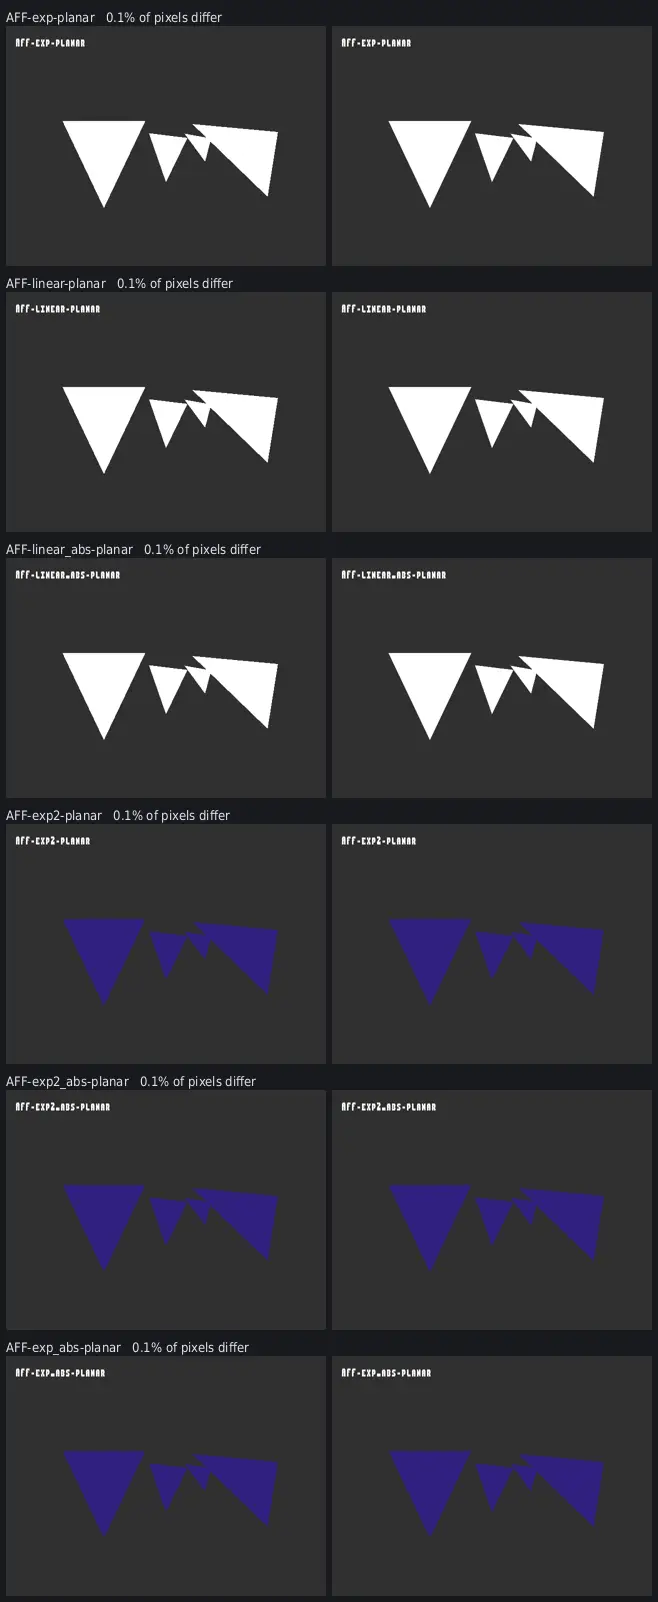 AFF-exp-planar 0.1% of pixels differ
AFF-EXP-PLANAR AFF-EXP-PLANAR
AFF-linear-planar 0.1% of pixels differ
AFF-LINEAR-PLANAR AFF-LINEAR-PLANAR
AFF-linear_abs-planar 0.1% of pixels differ
AFF-LINEAR_ABS-PLANAR AFF-LINEAR_ABS-PLANAR
AFF-exp2-planar 0.1% of pixels differ
AFF-EXP2-PLANAR AFF-EXP2-PLANAR
AFF-exp2_abs-planar 0.1% of pixels differ
AFF-EXP2_ABS-PLANAR AFF-EXP2_ABS-PLANAR
AFF-exp_abs-planar 0.1% of pixels differ
AFF-EXP_ABS-PLANAR AFF-EXP_ABS-PLANAR